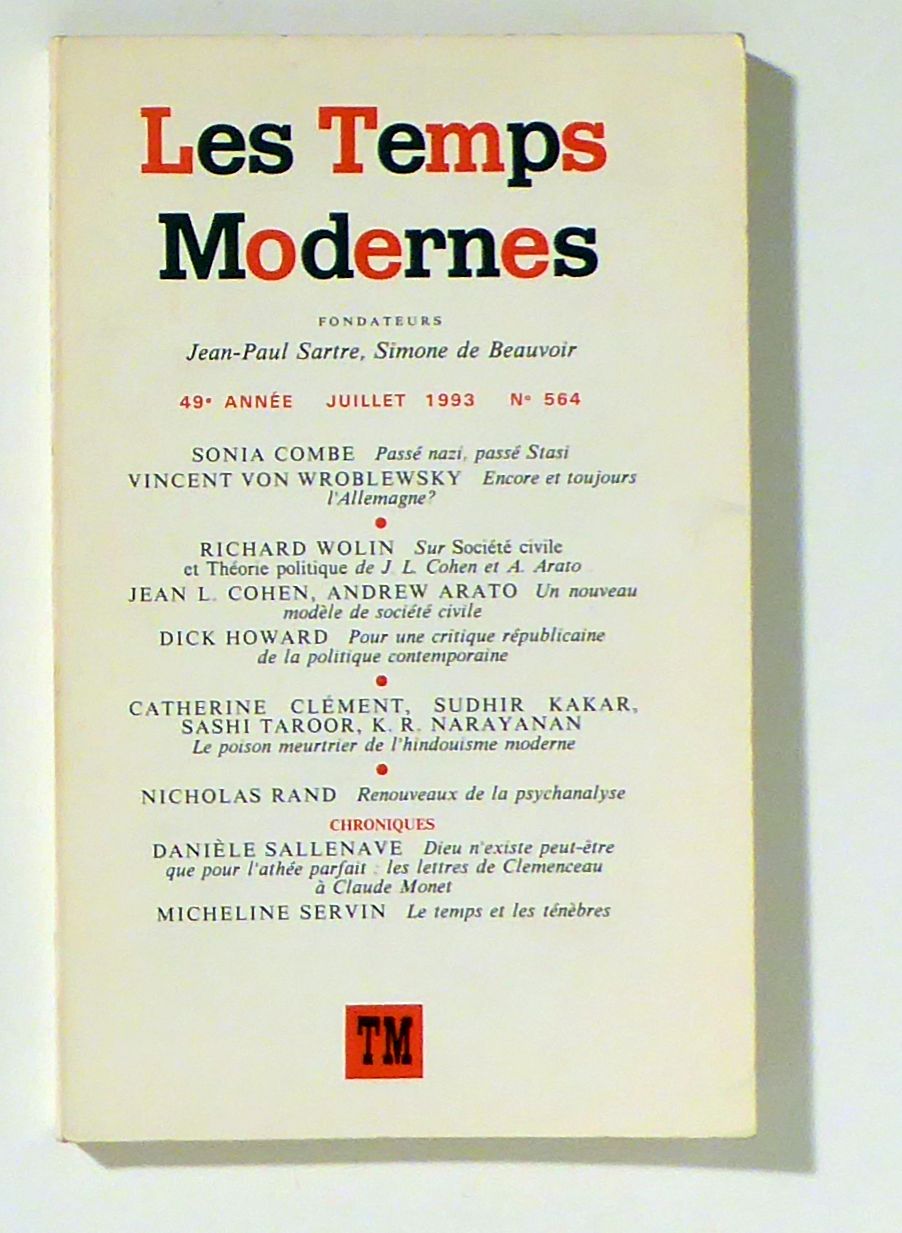 Les Temps
Modernes
FONDATEURS
Jean-Paul Sartre, Simone de Beauvoir
49e ANNÉE JUILLET 1993 No 564
SONIA COMBE Passé nazi, passé Stasi
VINCENT VON WROBLEWSKY Encore et toujours
l'Allemagne?
RICHARD WOLIN Sur Société civile
et Théorie politique de J. L. Cohen et A. Arato
JEAN L. COHEN, ANDREW ARATO Un nouveau
modèle de société civile
DICK HOWARD Pour une critique républicaine
de la politique contemporaine
CATHERINE CLÉMENT, SUDHIR KAKAR,
SASHI TAROOR, K. R. NARAYANAN
Le poison meurtrier de l'hindouisme moderne
NICHOLAS RAND Renouveaux de la psychanalyse
CHRONIQUES
DANIÈLE SALLENAVE Dieu n'existe peut-être
que pour l'athée parfait : les lettres de Clemenceau
à Claude Monet
MICHELINE SERVIN Le temps et les ténèbres
TM